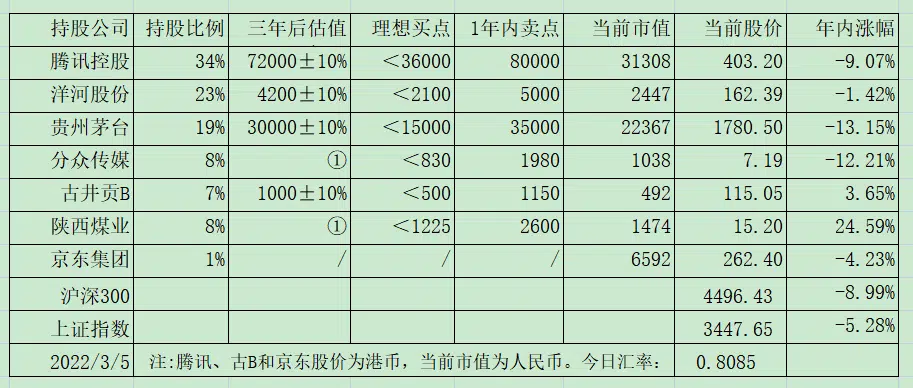 持股公司 持股比例 三年后估值 理想买点 1年内卖点 当前市值 当前股价 年内涨幅
腾讯控股 34% 72000±10% <36000 80000 31308 403.20 -9.07%
洋河股份 23% 4200±10% <2100 5000 2447 162.39 -1.42%
贵州茅台 19% 30000±10% <15000 35000 22367 1780.50 -13.15%
分众传媒 8% ① <830 1980 1038 7.19 -12.21%
古井贡B 7% 1000±10% <500 1150 492 115.05 3.65%
陕西煤业 8% ① <1225 2600 1474 15.20 24.59%
京东集团 1% / / / 6592 262.40 -4.23%
沪深300 4496.43 -8.99%
上证指数 3447.65 -5.28%
2022/3/5 注:腾讯、古B和京东股价为港币，当前市值为人民币。今日汇率： 0.8085